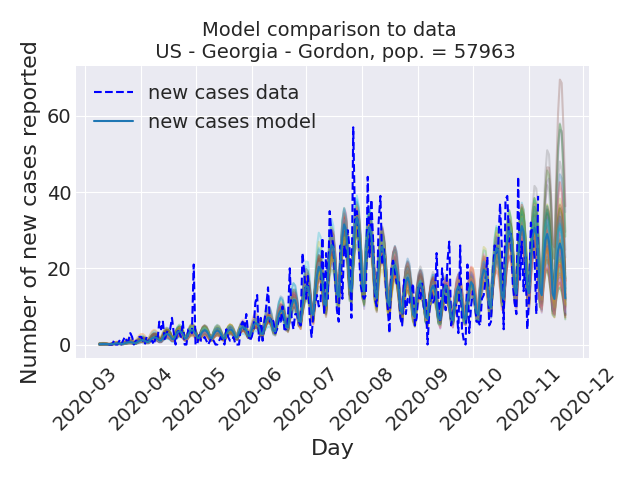 Model comparison to data
US - Georgia - Gordon, pop. = 57963
Number of new cases reported
60
40
20
0
new cases data
new cases model
2020-03
2020-04
2020-05
2020-06
2020-07
2020-08
2020-09
2020-10
2020-11
2020-12
Day